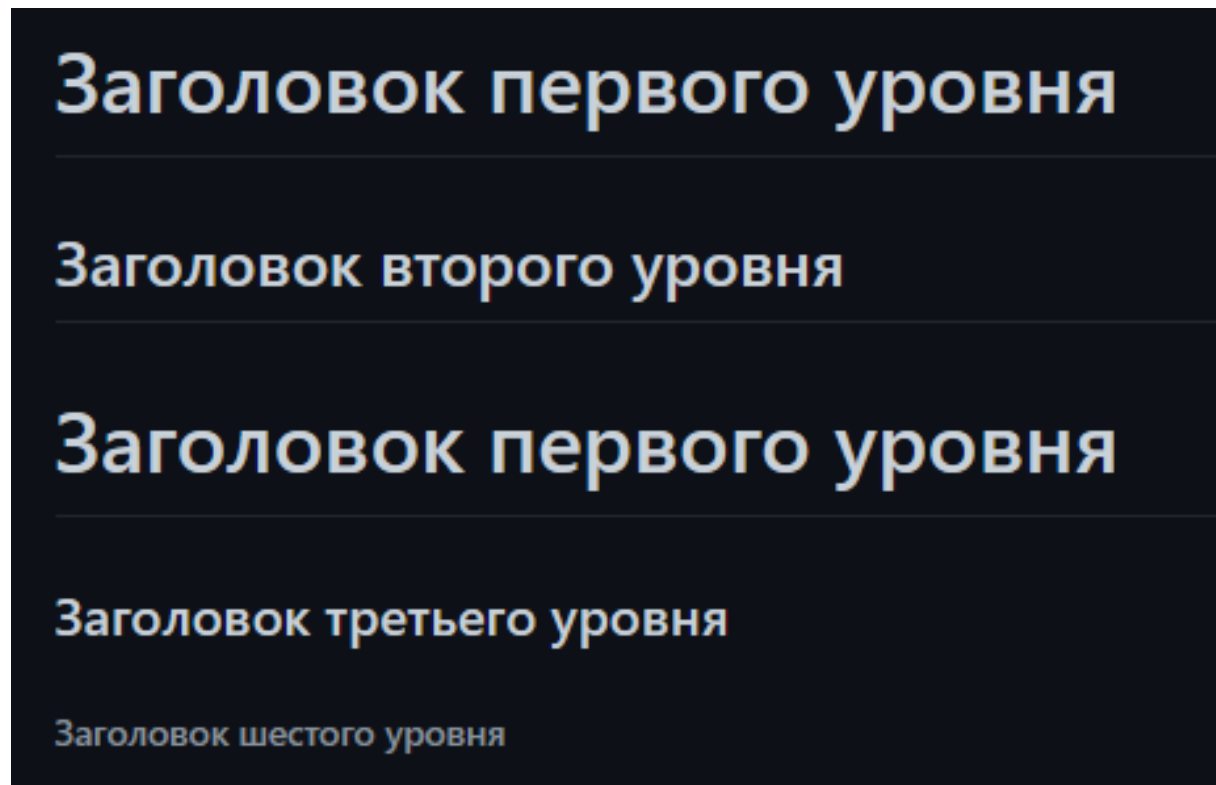 Заголовок первого уровня
Заголовок второго уровня
Заголовок первого уровня
Заголовок третьего уровня
Заголовок шестого уровня